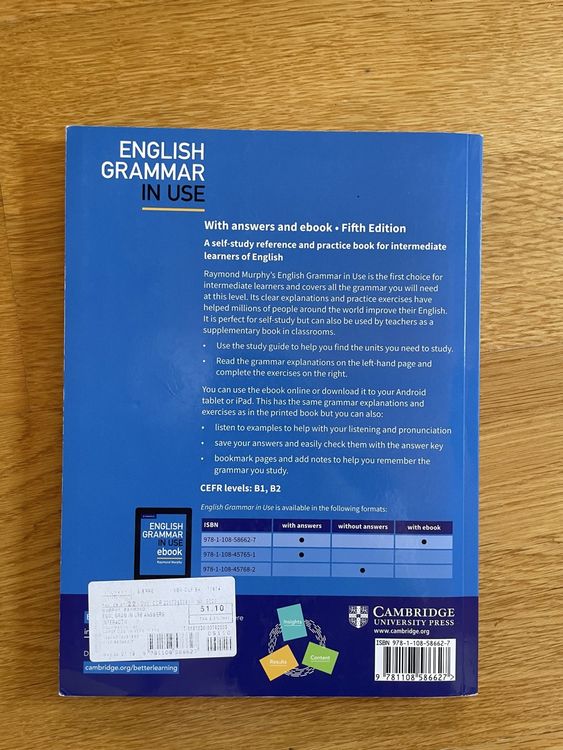 ENGLISH
GRAMMAR
IN USE
With answers and ebook • Fifth Edition
A self-study reference and practice book for intermediate
learners of English
Raymond Murphy's English Grammar in Use is the first choice for
intermediate learners and covers all the grammar you will need
at this level. Its clear explanations and practice exercises have
helped millions of people around the world improve their English.
It is perfect for self-study but can also be used by teachers as a
supplementary book in classrooms.
• Use the study guide to help you find the units you need to study.
• Read the grammar explanations on the left-hand page and
complete the exercises on the right.
You can use the ebook online or download it to your Android
tablet or iPad. This has the same grammar explanations and
exercises as in the printed book but you can also:
• listen to examples to help with your listening and pronunciation
• save your answers and easily check them with the answer key
• bookmark pages and add notes to help you remember the
grammar you study.
CEFR levels: B1, B2
English Grammar in Use is available in the following formats:
ISBN with answers without answers with ebook
978-1-108-58662-7 • •
978-1-108-45765-1 •
978-1-108-45768-2 •
ENGLISH
GRAMMAR
IN USE
ebook
Raymond Murphy
51.10
9781108586627
cambridge.org/betterlearning
Insights
Content
Results
CAMBRIDGE
UNIVERSITY PRESS
www.cambridge.org
ISBN 978-1-108-58662-7
9 781108 586627 >